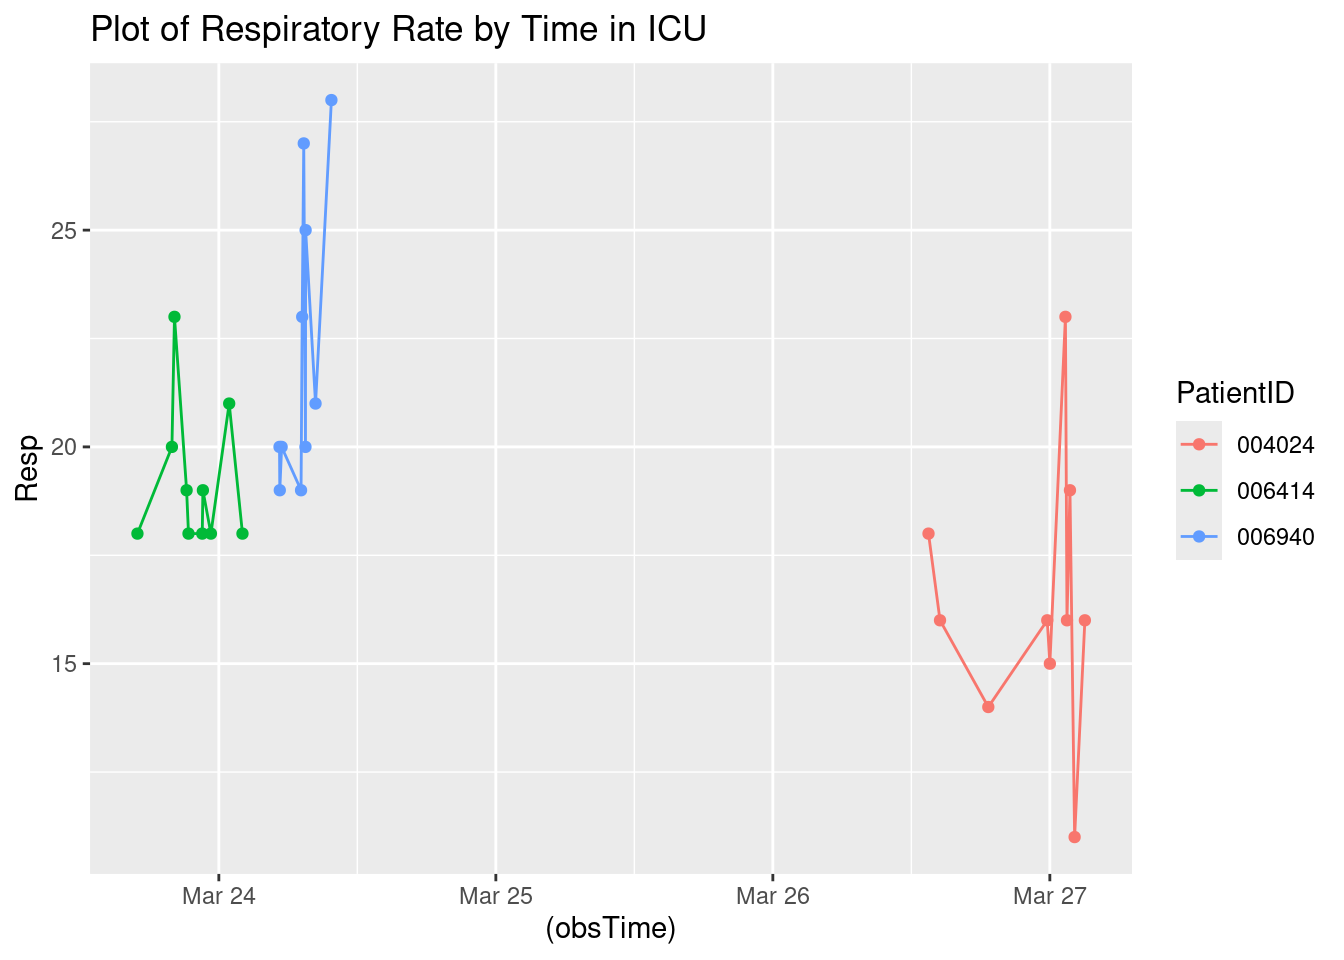 Plot of Respiratory Rate by Time in ICU
Resp
25
20
15
Mar 24
Mar 25
Mar 26
Mar 27
(obsTime)
PatientID
004024
006414
006940